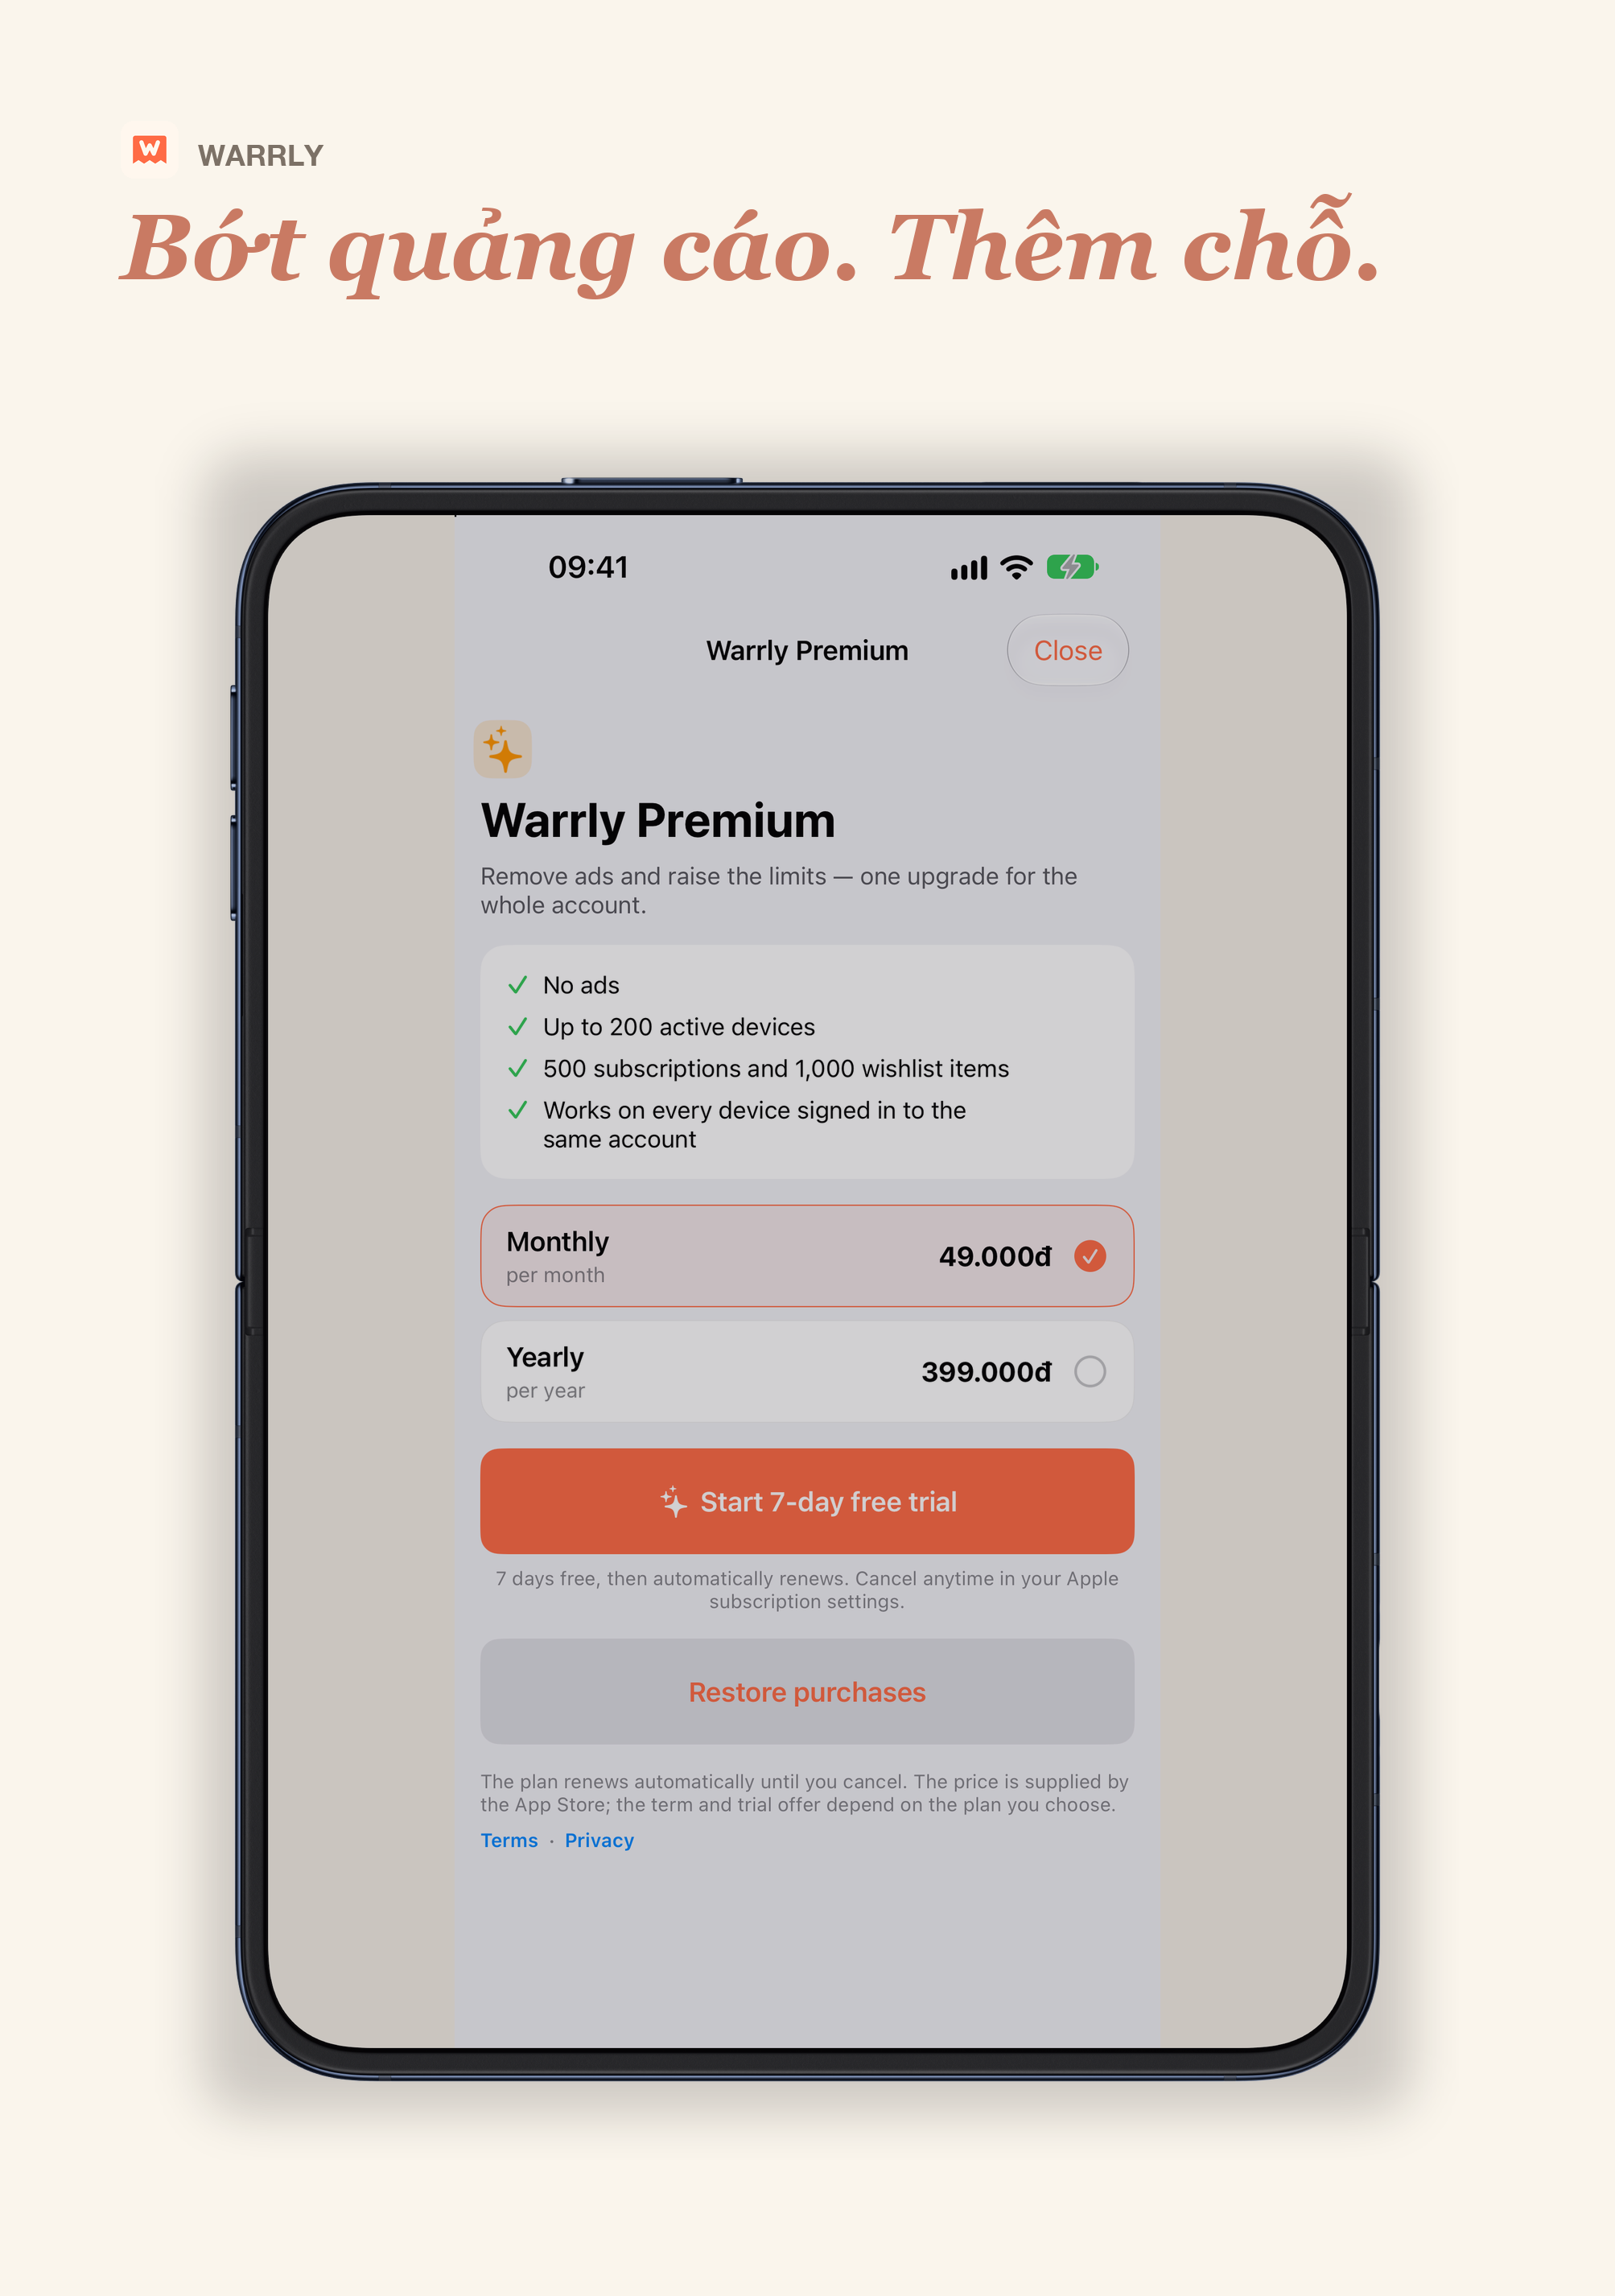 WARRLY
Bớt quảng cáo. Thêm chỗ.
09:41
Warrly Premium
Close
Warrly Premium
Remove ads and raise the limits — one upgrade for the
whole account.
No ads
Up to 200 active devices
500 subscriptions and 1,000 wishlist items
Works on every device signed in to the
same account
Monthly
49.000đ
per month
Yearly
399.000đ
per year
Start 7-day free trial
7 days free, then automatically renews. Cancel anytime in your Apple
subscription settings.
Restore purchases
The plan renews automatically until you cancel. The price is supplied by
the App Store; the term and trial offer depend on the plan you choose.
Terms · Privacy